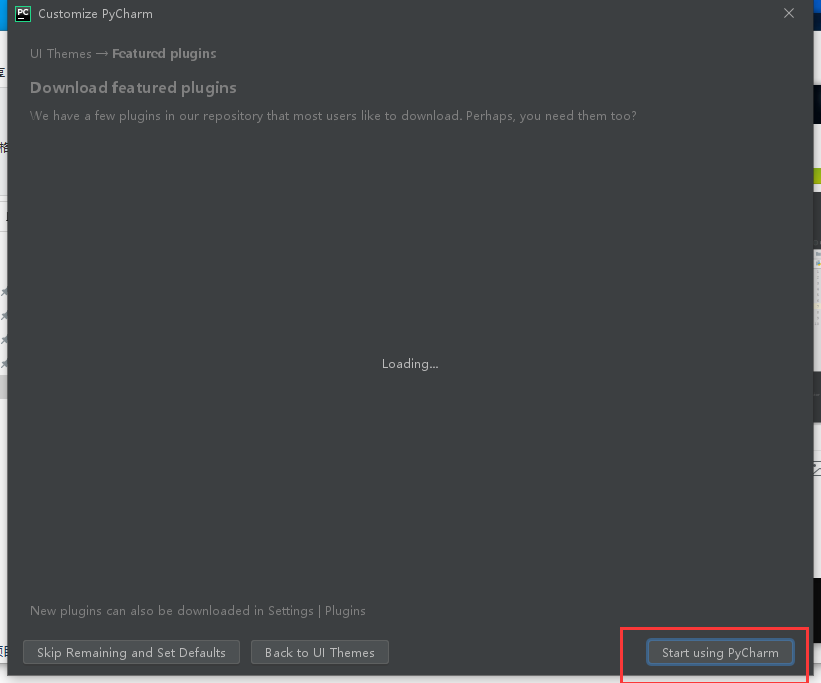 PC Customize PyCharm
UI Themes → Featured plugins
Download featured plugins
We have a few plugins in our repository that most users like to download. Perhaps, you need them too?
Loading...
New plugins can also be downloaded in Settings | Plugins
Skip Remaining and Set Defaults Back to UI Themes Start using PyCharm